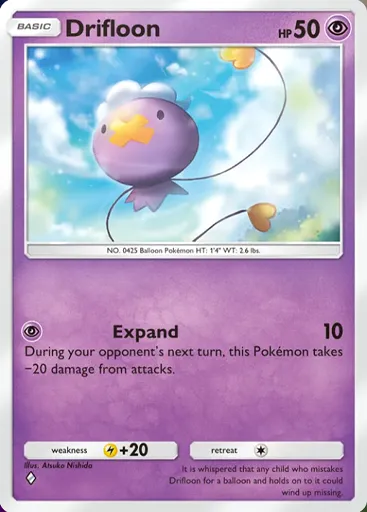 BASIC Drifloon HP 50
NO. 0425 Balloon Pokémon HT: 1'4" WT: 2.6 lbs.
Expand 10
During your opponent's next turn, this Pokémon takes
−20 damage from attacks.
weakness +20 retreat
Illus. Atsuko Nishida
It is whispered that any child who mistakes
Drifloon for a balloon and holds on to it could
wind up missing.